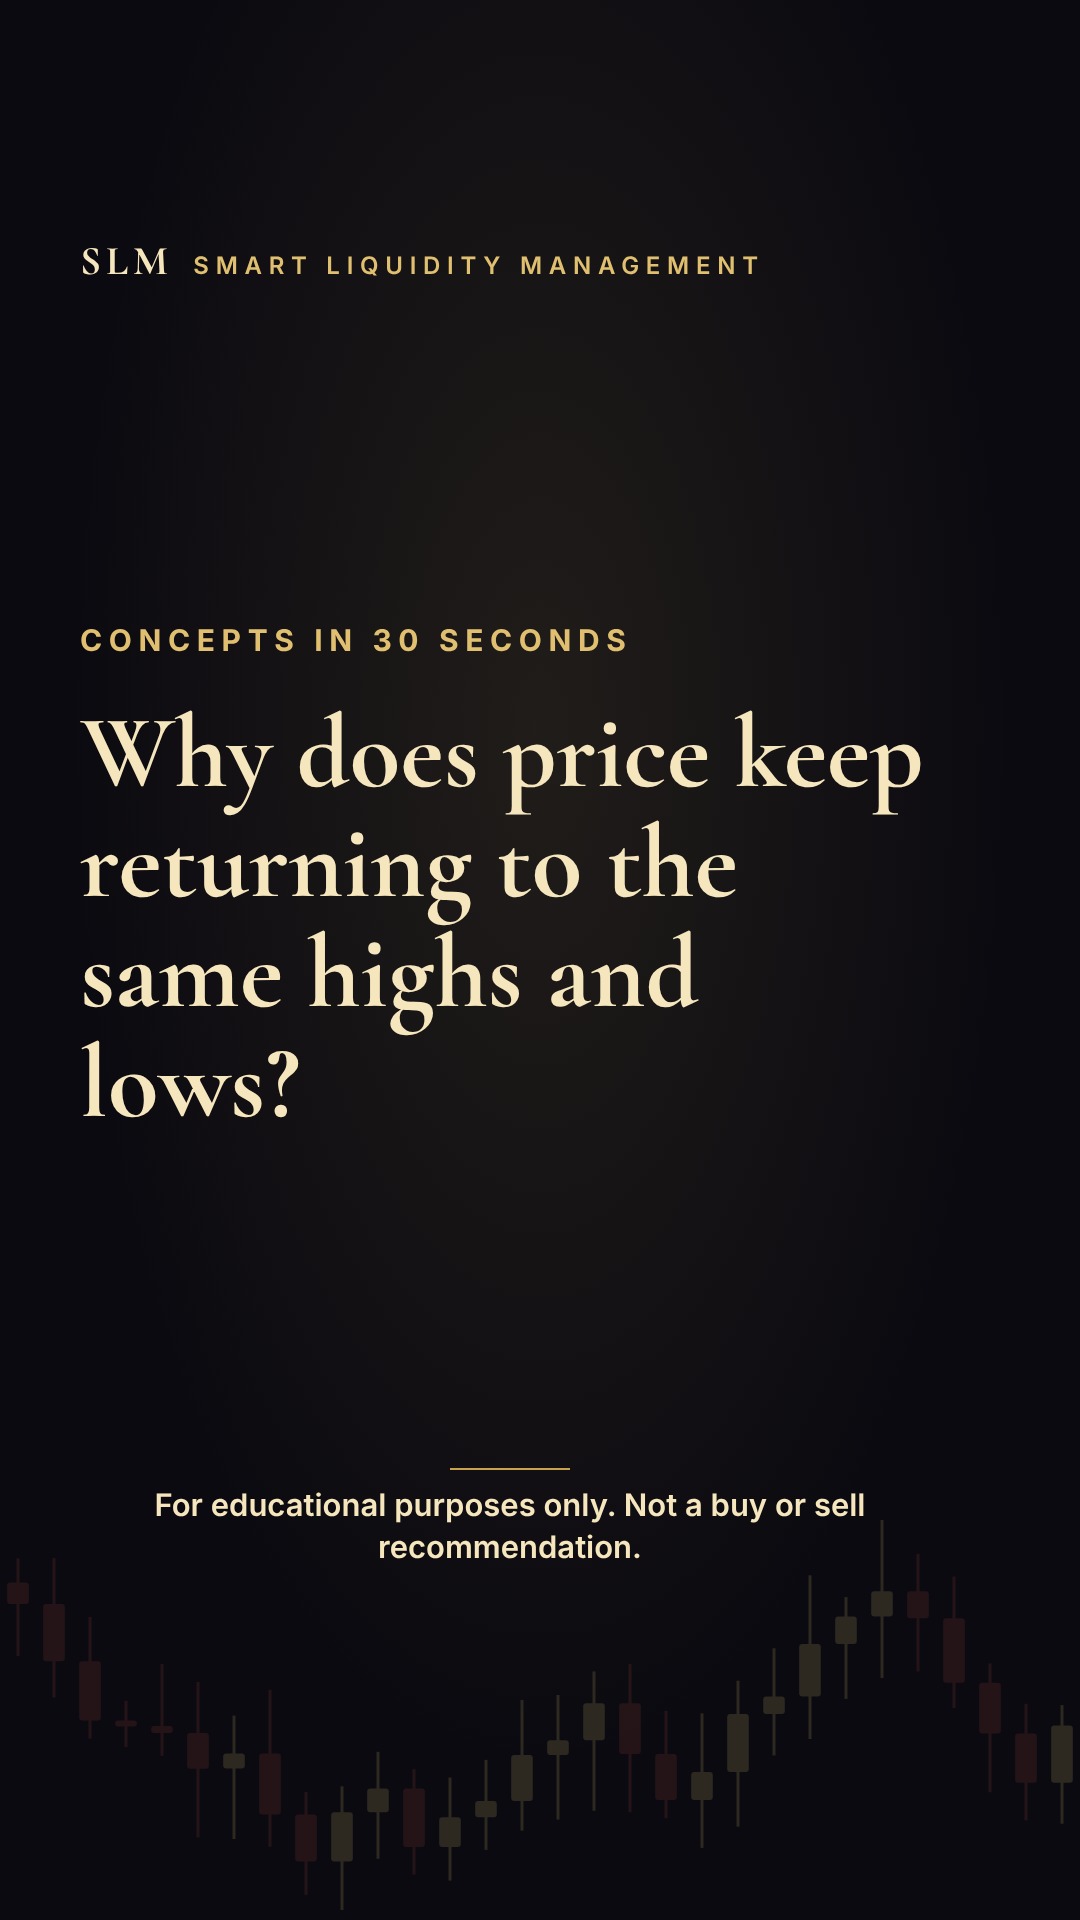 SLM SMART LIQUIDITY MANAGEMENT
CONCEPTS IN 30 SECONDS
Why does price keep
returning to the
same highs and
lows?
For educational purposes only. Not a buy or sell
recommendation.